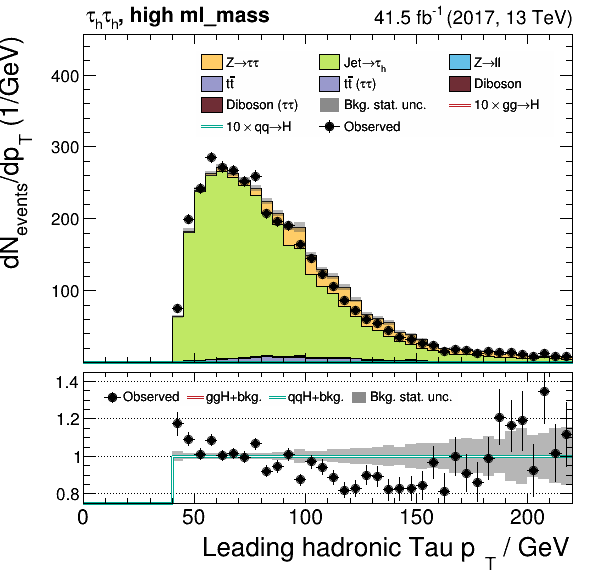 τhτh, high ml_mass 41.5 fb⁻¹ (2017, 13 TeV)
dNevents/dpT (1/GeV)
400
300
200
100
Z→ττ Jet→τh Z→ll
tt̄ tt̄ (ττ) Diboson
Diboson (ττ) Bkg. stat. unc. 10 × gg→H
10 × qq→H Observed
1.4
1.2
1
0.8
Observed ggH+bkg. qqH+bkg. Bkg. stat. unc.
0 50 100 150 200
Leading hadronic Tau p T / GeV